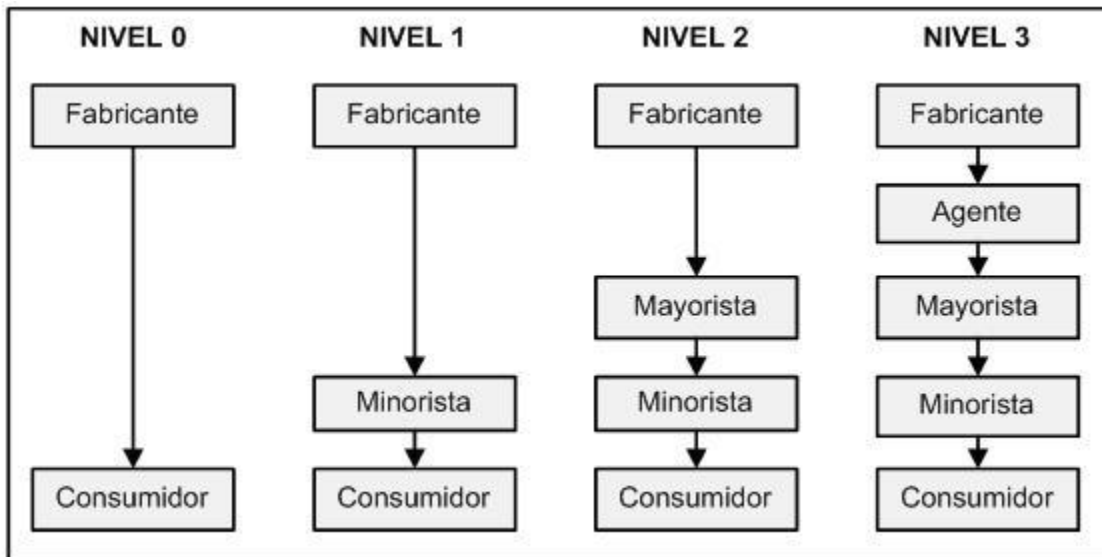 NIVEL 0 NIVEL 1 NIVEL 2 NIVEL 3
Fabricante Fabricante Fabricante Fabricante
Agente
Mayorista Mayorista
Minorista Minorista Minorista
Consumidor Consumidor Consumidor Consumidor